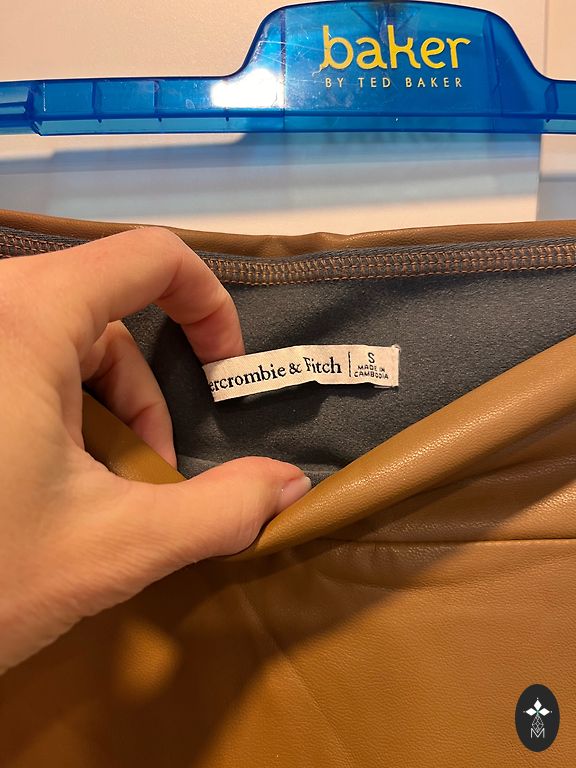 baker
BY TED BAKER
ercrombie & Fitch
S
MADE IN
CAMBODIA
M